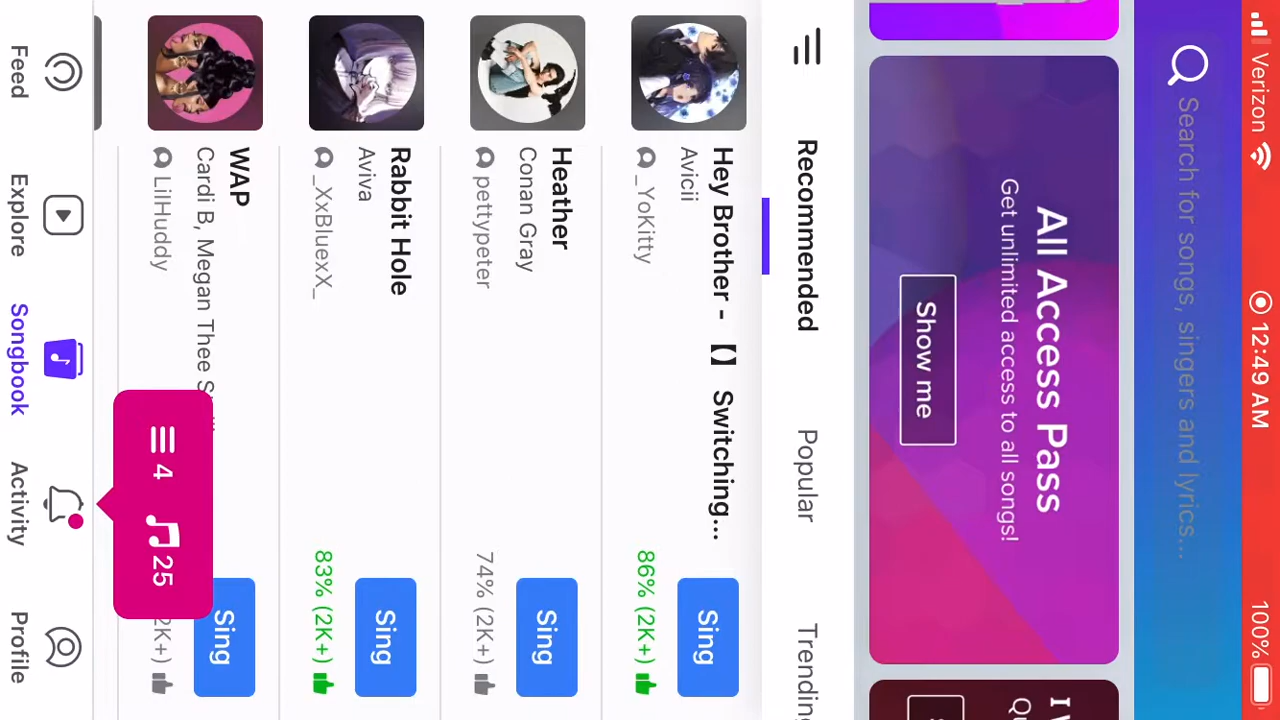 Verizon 12:49 AM 100%
Search for songs, singers and lyrics...
All Access Pass
Get unlimited access to all songs!
Show me
Recommended Popular Trending
Hey Brother - 【】 Switching...
Avicii
_YoKitty 86% (2K+)
Sing
Heather
Conan Gray
pettypeter 74% (2K+)
Sing
Rabbit Hole
Aviva
_XxBluexX_ 83% (2K+)
Sing
WAP
Cardi B, Megan Thee
LilHuddy (2K+)
Sing
4 25
Feed Explore Songbook Activity Profile